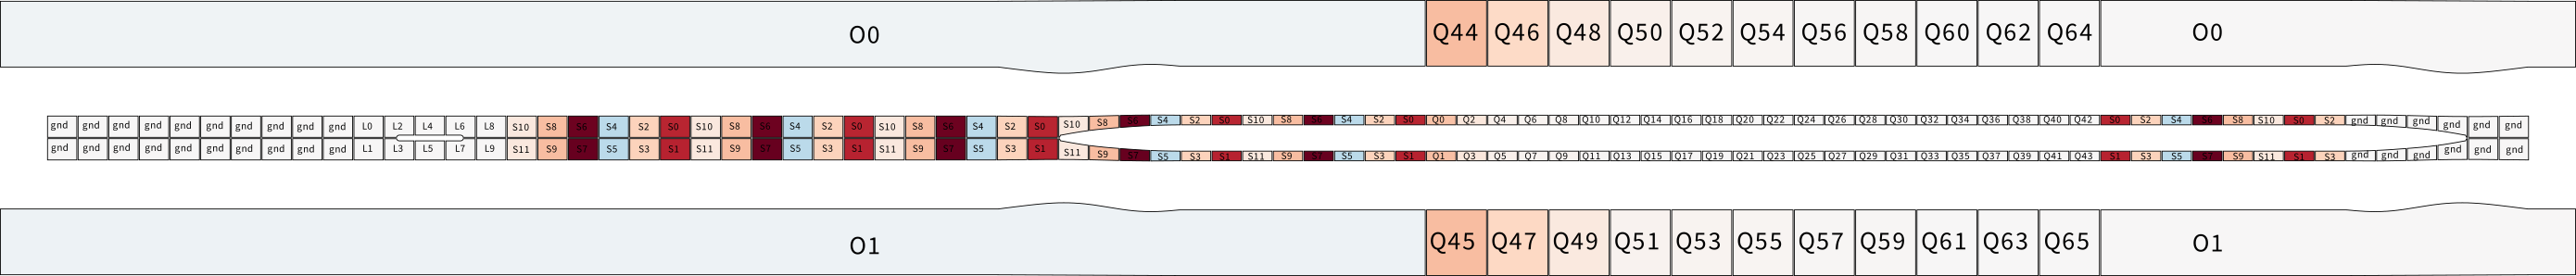 O0 Q44 Q46 Q48 Q50 Q52 Q54 Q56 Q58 Q60 Q62 Q64 O0
gnd gnd gnd gnd gnd gnd gnd gnd gnd gnd L0 L2 L4 L6 L8 S10 S8 S6 S4 S2 S0 S10 S8 S6 S4 S2 S0 S10 S8 S6 S4 S2 S0 S10 S8 S6 S4 S2 S0 S10 S8 S6 S4 S2 S0 Q0 Q2 Q4 Q6 Q8 Q10 Q12 Q14 Q16 Q18 Q20 Q22 Q24 Q26 Q28 Q30 Q32 Q34 Q36 Q38 Q40 Q42 S0 S2 S4 S6 S8 S10 S0 S2 gnd gnd gnd gnd gnd gnd
gnd gnd gnd gnd gnd gnd gnd gnd gnd gnd L1 L3 L5 L7 L9 S11 S9 S7 S5 S3 S1 S11 S9 S7 S5 S3 S1 S11 S9 S7 S5 S3 S1 S11 S9 S7 S5 S3 S1 S11 S9 S7 S5 S3 S1 Q1 Q3 Q5 Q7 Q9 Q11 Q13 Q15 Q17 Q19 Q21 Q23 Q25 Q27 Q29 Q31 Q33 Q35 Q37 Q39 Q41 Q43 S1 S3 S5 S7 S9 S11 S1 S3 gnd gnd gnd gnd gnd gnd
O1 Q45 Q47 Q49 Q51 Q53 Q55 Q57 Q59 Q61 Q63 Q65 O1